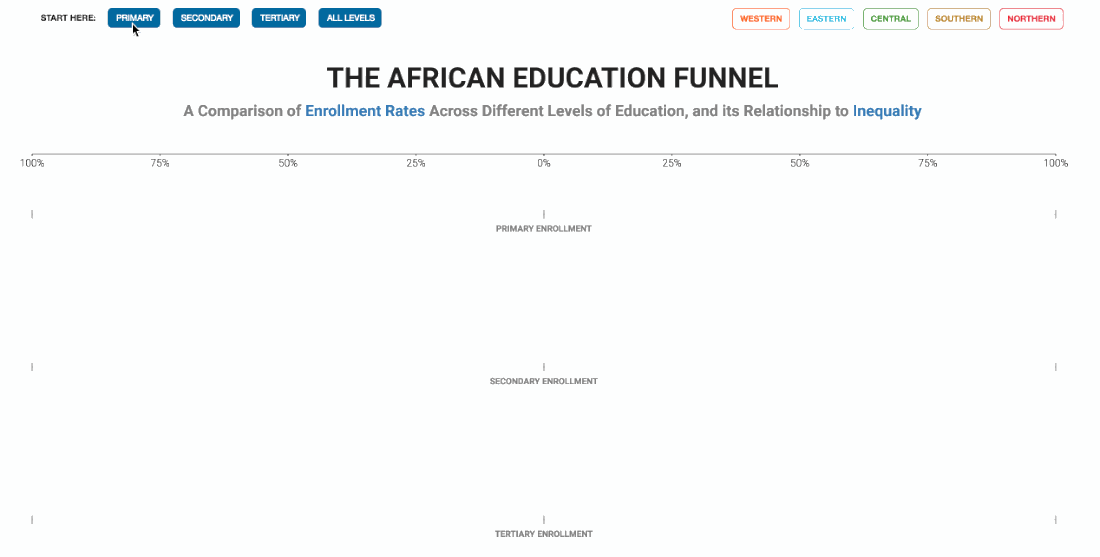 START HERE: PRIMARY SECONDARY TERTIARY ALL LEVELS WESTERN EASTERN CENTRAL SOUTHERN NORTHERN
THE AFRICAN EDUCATION FUNNEL
A Comparison of Enrollment Rates Across Different Levels of Education, and its Relationship to Inequality
100% 75% 50% 25% 0% 25% 50% 75% 100%
PRIMARY ENROLLMENT
SECONDARY ENROLLMENT
TERTIARY ENROLLMENT